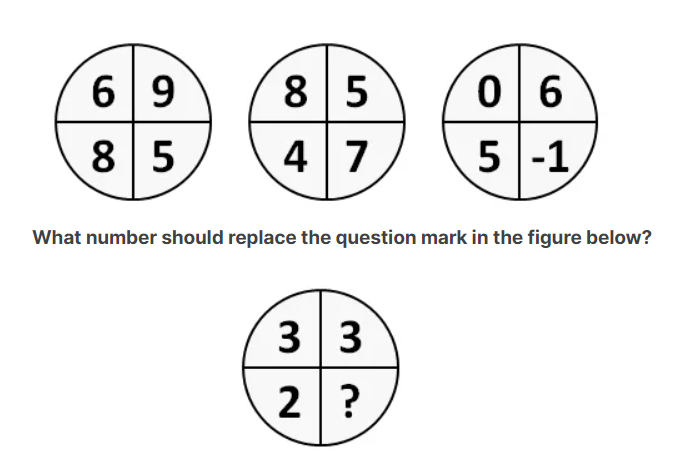 6 9 8 5 0 6
8 5 4 7 5 -1
What number should replace the question mark in the figure below?
3 3
2 ?